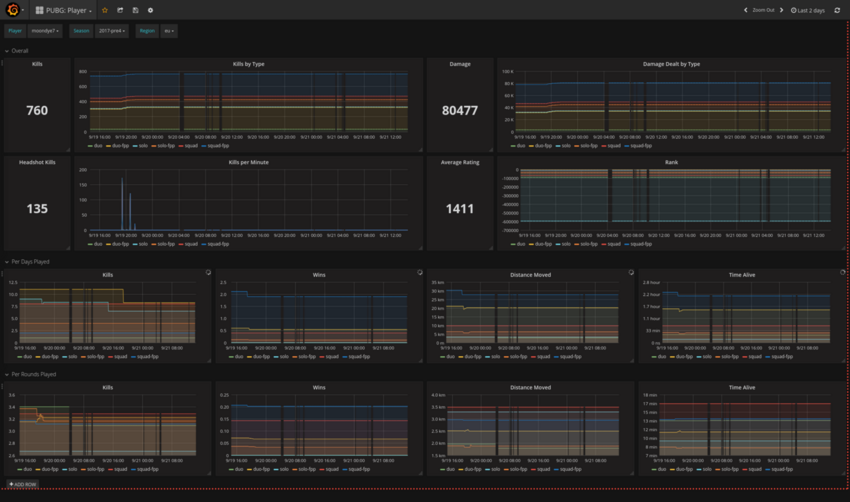 PUBG: Player
Zoom Out
Last 2 days
Player
Season
2017-pre4
Region
eu
Overall
Kills
760
Kills by Type
800
600
400
200
0
9/19 16:00 9/19 20:00 9/20 00:00 9/20 04:00 9/20 08:00 9/20 12:00 9/20 16:00 9/20 20:00 9/21 00:00 9/21 04:00 9/21 08:00 9/21 12:00
duo duo-fpp solo solo-fpp squad squad-fpp
Damage
80477
Damage Dealt by Type
100 K
80 K
60 K
40 K
20 K
0
9/19 16:00 9/19 20:00 9/20 00:00 9/20 04:00 9/20 08:00 9/20 12:00 9/20 16:00 9/20 20:00 9/21 00:00 9/21 04:00 9/21 08:00 9/21 12:00
duo duo-fpp solo solo-fpp squad squad-fpp
Headshot Kills
135
Kills per Minute
200
150
100
50
0
9/19 16:00 9/19 20:00 9/20 00:00 9/20 04:00 9/20 08:00 9/20 12:00 9/20 16:00 9/20 20:00 9/21 00:00 9/21 04:00 9/21 08:00 9/21 12:00
duo duo-fpp solo solo-fpp squad squad-fpp
Average Rating
1411
Rank
0
-100000
-200000
-300000
-400000
-500000
-600000
-700000
9/19 16:00 9/19 20:00 9/20 00:00 9/20 04:00 9/20 08:00 9/20 12:00 9/20 16:00 9/20 20:00 9/21 00:00 9/21 04:00 9/21 08:00 9/21 12:00
duo duo-fpp solo solo-fpp squad squad-fpp
Per Days Played
Kills
12.5
10.0
7.5
5.0
2.5
0
9/19 16:00 9/20 00:00 9/20 08:00 9/20 16:00 9/21 00:00 9/21 08:00
duo duo-fpp solo solo-fpp squad squad-fpp
Wins
2.5
2.0
1.5
1.0
0.5
0
9/19 16:00 9/20 00:00 9/20 08:00 9/20 16:00 9/21 00:00 9/21 08:00
duo duo-fpp solo solo-fpp squad squad-fpp
Distance Moved
35 km
30 km
25 km
20 km
15 km
10 km
5 km
0 km
9/19 16:00 9/20 00:00 9/20 08:00 9/20 16:00 9/21 00:00 9/21 08:00
duo duo-fpp solo solo-fpp squad squad-fpp
Time Alive
2.8 hour
2.2 hour
1.7 hour
1.1 hour
33 min
0 ms
9/19 16:00 9/20 00:00 9/20 08:00 9/20 16:00 9/21 00:00 9/21 08:00
duo duo-fpp solo solo-fpp squad squad-fpp
Per Rounds Played
Kills
3.6
3.4
3.2
3.0
2.8
2.6
9/19 16:00 9/20 00:00 9/20 08:00 9/20 16:00 9/21 00:00 9/21 08:00
duo duo-fpp solo solo-fpp squad squad-fpp
Wins
0.25
0.20
0.15
0.10
0.05
0
9/19 16:00 9/20 00:00 9/20 08:00 9/20 16:00 9/21 00:00 9/21 08:00
duo duo-fpp solo solo-fpp squad squad-fpp
Distance Moved
4.0 km
3.5 km
3.0 km
2.5 km
2.0 km
1.5 km
9/19 16:00 9/20 00:00 9/20 08:00 9/20 16:00 9/21 00:00 9/21 08:00
duo duo-fpp solo solo-fpp squad squad-fpp
Time Alive
18 min
17 min
15 min
13 min
12 min
10 min
8 min
7 min
9/19 16:00 9/20 00:00 9/20 08:00 9/20 16:00 9/21 00:00 9/21 08:00
duo duo-fpp solo solo-fpp squad squad-fpp
+ ADD ROW